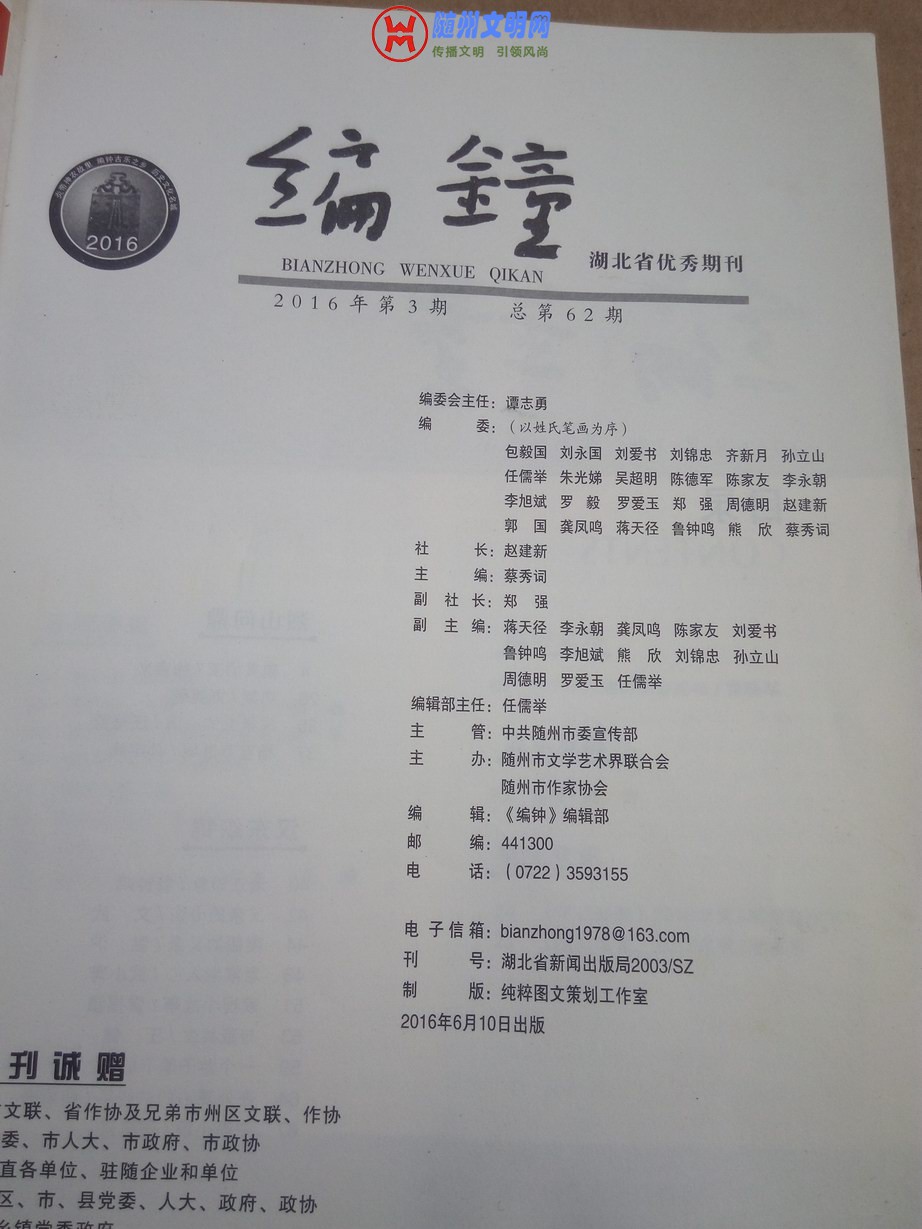 随州文明网
传播文明 引领风尚
编鐘
2016
BIANZHONG WENXUE QIKAN
湖北省优秀期刊
2016年第3期 总第62期
编委会主任：谭志勇
编 委：（以姓氏笔画为序）
包毅国 刘永国 刘爱书 刘锦忠 齐新月 孙立山
任儒举 朱光娣 吴超明 陈德军 陈家友 李永朝
李旭斌 罗 毅 罗爱玉 郑 强 周德明 赵建新
郭 国 龚凤鸣 蒋天径 鲁钟鸣 熊 欣 蔡秀词
社 长：赵建新
主 编：蔡秀词
副 社 长：郑 强
副 主 编：蒋天径 李永朝 龚凤鸣 陈家友 刘爱书
鲁钟鸣 李旭斌 熊 欣 刘锦忠 孙立山
周德明 罗爱玉 任儒举
编辑部主任：任儒举
主 管：中共随州市委宣传部
主 办：随州市文学艺术界联合会
随州市作家协会
编 辑：《编钟》编辑部
邮 编：441300
电 话：（0722）3593155
电子信箱：bianzhong1978@163.com
刊 号：湖北省新闻出版局2003/SZ
制 版：纯粹图文策划工作室
2016年6月10日出版
刊诚赠
文联、省作协及兄弟市州区文联、作协
委、市人大、市政府、市政协
直各单位、驻随企业和单位
区、市、县党委、人大、政府、政协
乡镇党委政府